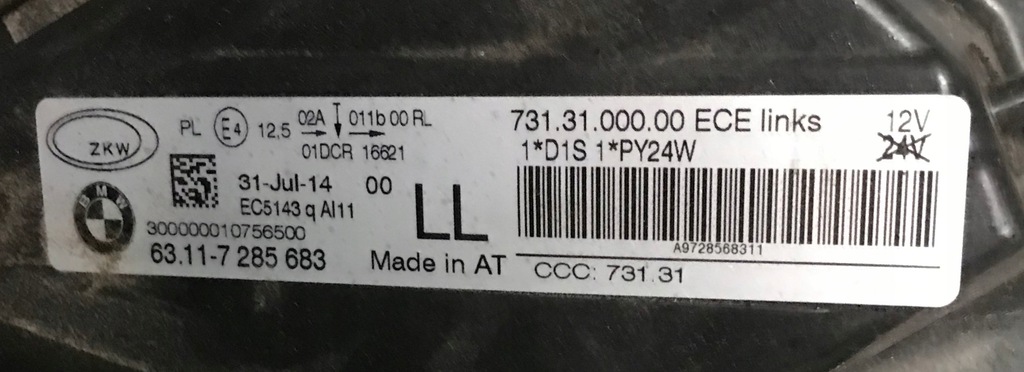 ZKW
PL E4 12,5 02A 011b 00 RL
01DCR 16621
31-Jul-14 00
EC5143 q AI11
BMW
300000010756500
63.11-7 285 683
LL
Made in AT
731.31.000.00 ECE links
1*D1S 1*PY24W
12V
24V
A9728568311
CCC: 731.31